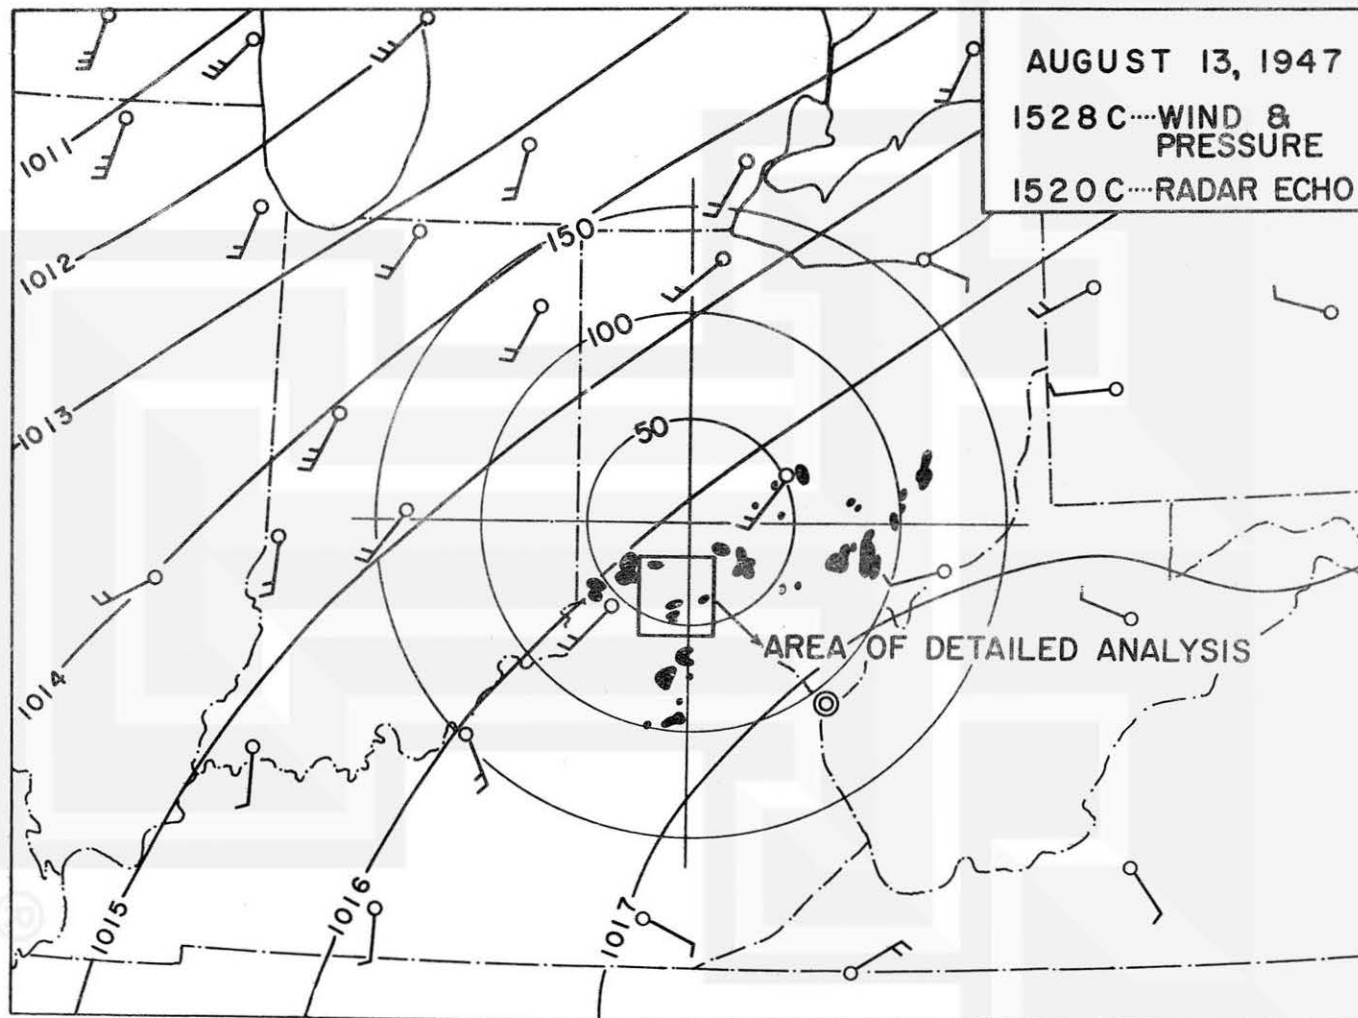 AUGUST 13, 1947
1528 C····WIND &
PRESSURE
1520 C····RADAR ECHO
1011
1012
150
100
1013
50
AREA OF DETAILED ANALYSIS
1014
1015
1016
1017
®